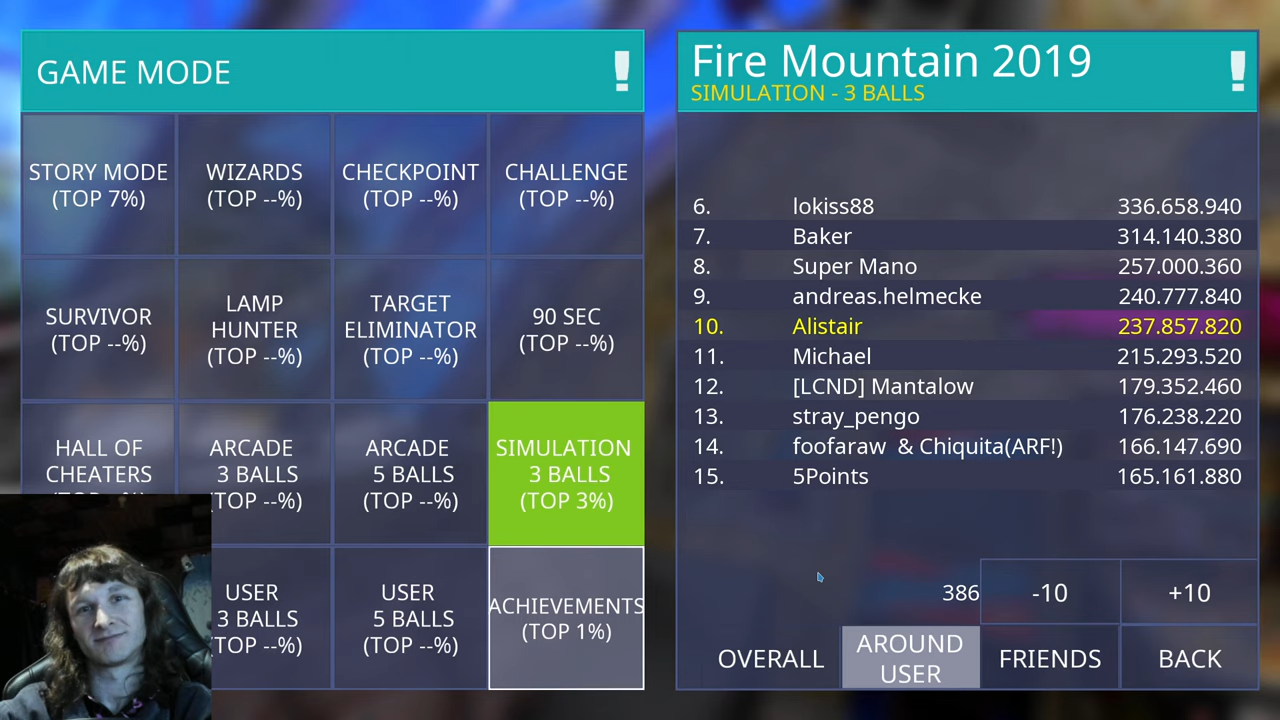 GAME MODE
!
STORY MODE
(TOP 7%)
WIZARDS
(TOP --%)
CHECKPOINT
(TOP --%)
CHALLENGE
(TOP --%)
SURVIVOR
(TOP --%)
LAMP
HUNTER
(TOP --%)
TARGET
ELIMINATOR
(TOP --%)
90 SEC
(TOP --%)
HALL OF
CHEATERS
ARCADE
3 BALLS
(TOP --%)
ARCADE
5 BALLS
(TOP --%)
SIMULATION
3 BALLS
(TOP 3%)
USER
3 BALLS
(TOP --%)
USER
5 BALLS
(TOP --%)
ACHIEVEMENTS
(TOP 1%)
Fire Mountain 2019
SIMULATION - 3 BALLS
!
6. lokiss88 336.658.940
7. Baker 314.140.380
8. Super Mano 257.000.360
9. andreas.helmecke 240.777.840
10. Alistair 237.857.820
11. Michael 215.293.520
12. [LCND] Mantalow 179.352.460
13. stray_pengo 176.238.220
14. foofaraw & Chiquita(ARF!) 166.147.690
15. 5Points 165.161.880
386 -10 +10
OVERALL
AROUND
USER
FRIENDS
BACK